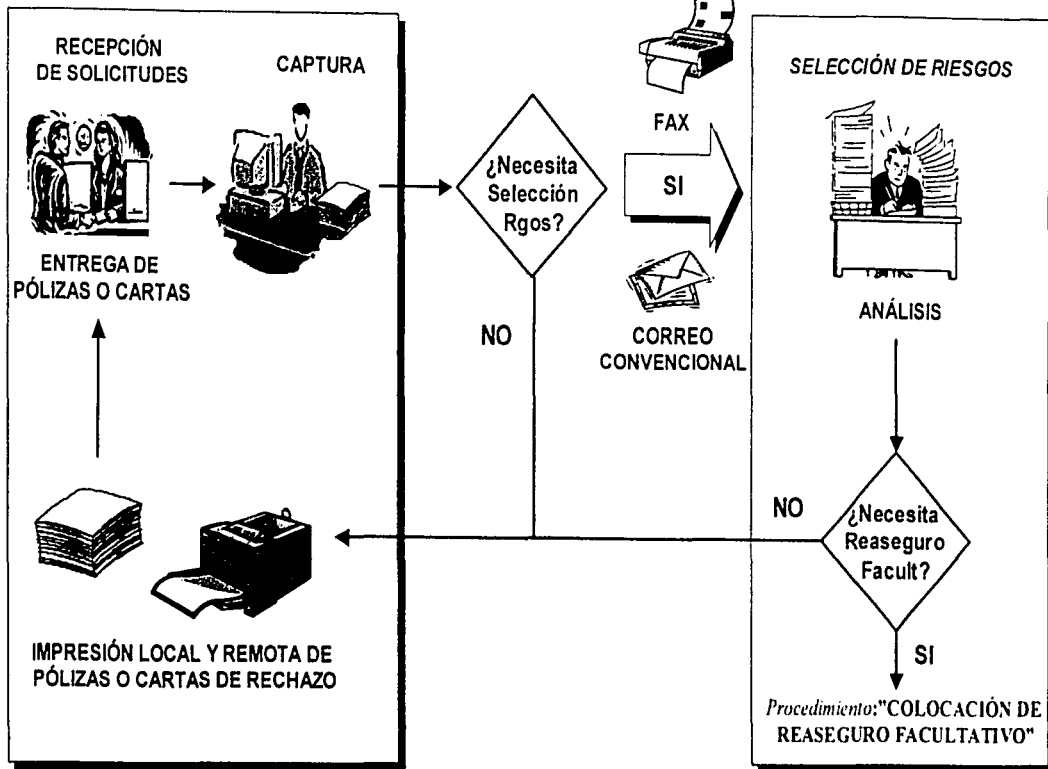 RECEPCIÓN
DE SOLICITUDES
CAPTURA
ENTREGA DE
PÓLIZAS O CARTAS
IMPRESIÓN LOCAL Y REMOTA DE
PÓLIZAS O CARTAS DE RECHAZO
¿Necesita
Selección
Rgos?
NO
FAX
SI
CORREO
CONVENCIONAL
SELECCIÓN DE RIESGOS
ANÁLISIS
¿Necesita
Reaseguro
Facult?
NO
SI
Procedimiento:"COLOCACIÓN DE
REASEGURO FACULTATIVO"